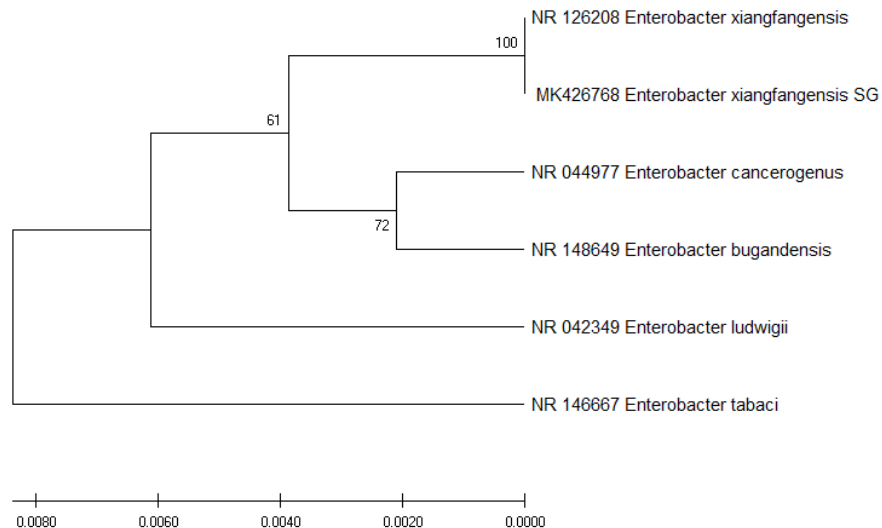 NR 126208 Enterobacter xiangfangensis
100
MK426768 Enterobacter xiangfangensis SG
61
NR 044977 Enterobacter cancerogenus
72
NR 148649 Enterobacter bugandensis
NR 042349 Enterobacter ludwigii
NR 146667 Enterobacter tabaci
0.0080 0.0060 0.0040 0.0020 0.0000